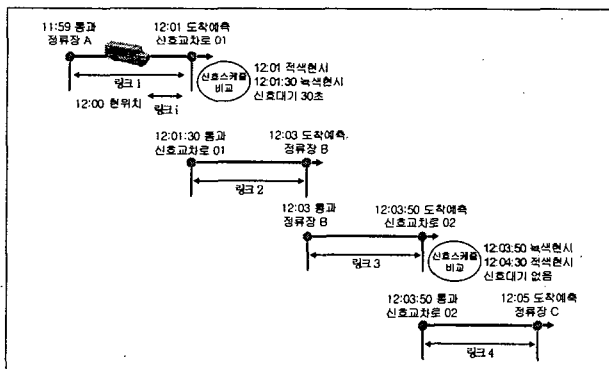 11:59 통과
정류장 A
12:01 도착예측
신호교차로 01
링크 1
12:00 현위치
링크 i
신호스케쥴
비교
12:01 적색현시
12:01:30 녹색현시
신호대기 30초
12:01:30 통과
신호교차로 01
12:03 도착예측
정류장 B
링크 2
12:03 통과
정류장 B
12:03:50 도착예측
신호교차로 02
링크 3
신호스케쥴
비교
12:03:50 녹색현시
12:04:30 적색현시
신호대기 없음
12:03:50 통과
신호교차로 02
12:05 도착예측
정류장 C
링크 4